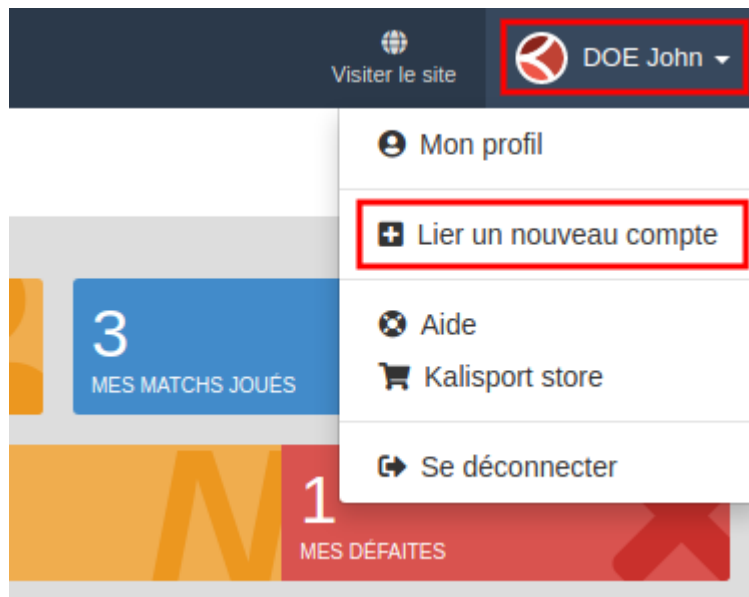 Visiter le site
DOE John
Mon profil
Lier un nouveau compte
Aide
Kalisport store
Se déconnecter
3
MES MATCHS JOUÉS
N
1
MES DÉFAITES